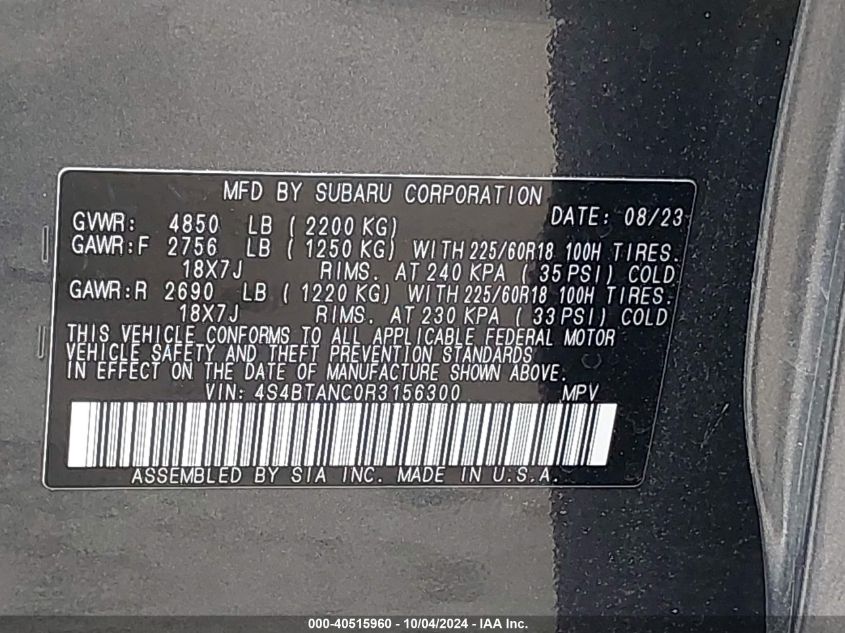 MFD BY SUBARU CORPORATION
GVWR: 4850 LB ( 2200 KG) DATE: 08/23
GAWR:F 2756 LB ( 1250 KG) WITH 225/60R18 100H TIRES.
18X7J RIMS. AT 240 KPA ( 35 PSI) COLD
GAWR:R 2690 LB ( 1220 KG) WITH 225/60R18 100H TIRES.
18X7J RIMS. AT 230 KPA ( 33 PSI) COLD
THIS VEHICLE CONFORMS TO ALL APPLICABLE FEDERAL MOTOR
VEHICLE SAFETY AND THEFT PREVENTION STANDARDS
IN EFFECT ON THE DATE OF MANUFACTURE SHOWN ABOVE.
VIN: 4S4BTANC0R3156300 MPV
ASSEMBLED BY SIA INC. MADE IN U.S.A.
000-40515960 - 10/04/2024 - IAA Inc.